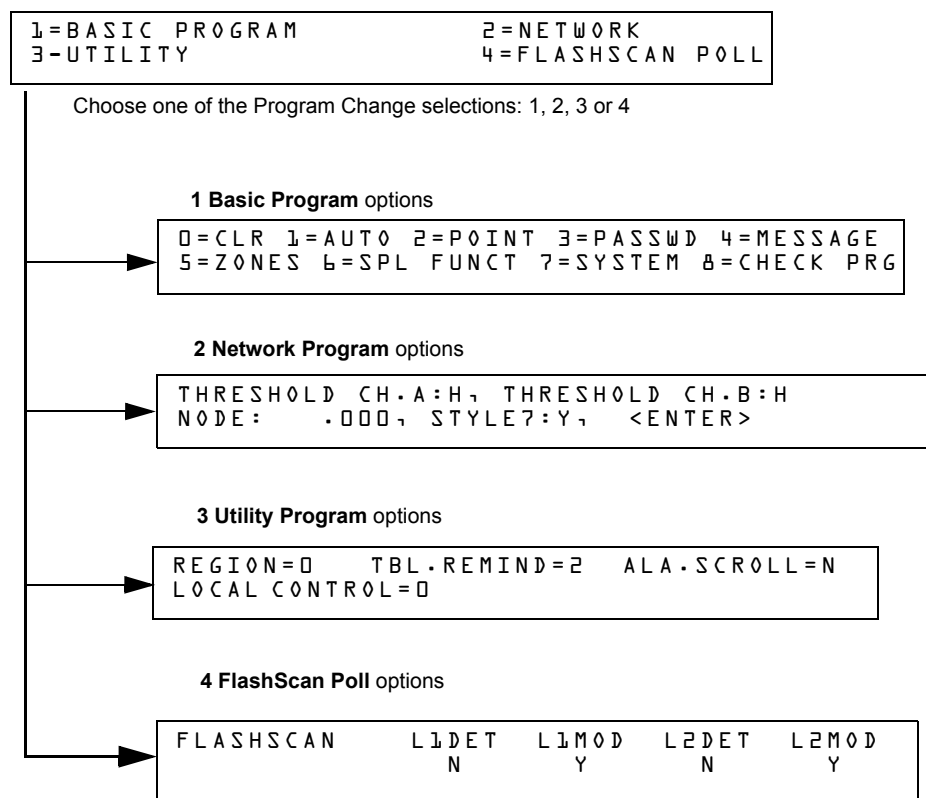 1=BASIC PROGRAM 2=NETWORK
3-UTILITY 4=FLASHSCAN POLL
Choose one of the Program Change selections: 1, 2, 3 or 4
1 Basic Program options
0=CLR 1=AUTO 2=POINT 3=PASSWD 4=MESSAGE
5=ZONES 6=SPL FUNCT 7=SYSTEM 8=CHECK PRG
2 Network Program options
THRESHOLD CH.A:H, THRESHOLD CH.B:H
NODE: .000, STYLE7:Y, <ENTER>
3 Utility Program options
REGION=0 TBL.REMIND=2 ALA.SCROLL=N
LOCAL CONTROL=0
4 FlashScan Poll options
FLASHSCAN L1DET L1MOD L2DET L2MOD
N Y N Y